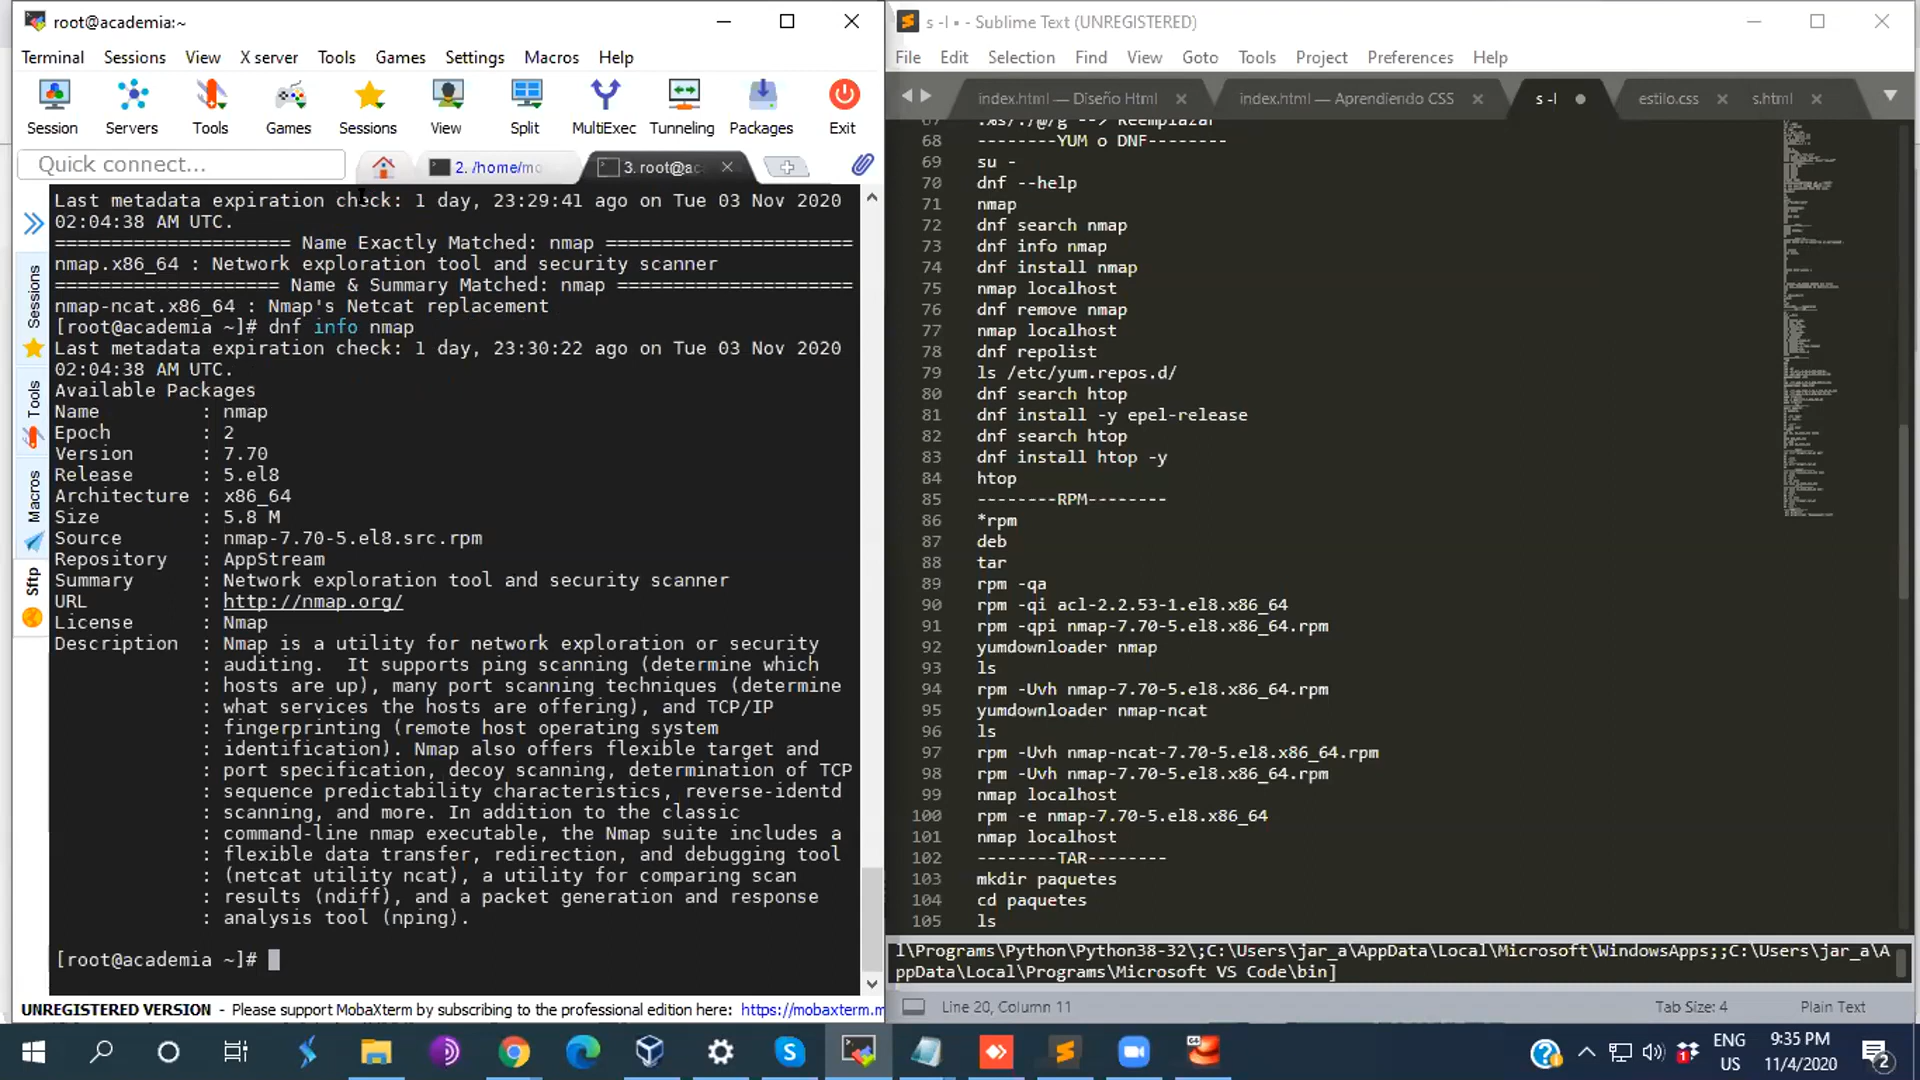 root@academia:~
Terminal Sessions View X server Tools Games Settings Macros Help
Session Servers Tools Games Sessions View Split MultiExec Tunneling Packages Exit
Quick connect...
2. /home/mo
3. root@ac
Sessions
Tools
Macros
Sftp
Last metadata expiration check: 1 day, 23:29:41 ago on Tue 03 Nov 2020
02:04:38 AM UTC.
===================== Name Exactly Matched: nmap ======================
nmap.x86_64 : Network exploration tool and security scanner
==================== Name & Summary Matched: nmap =====================
nmap-ncat.x86_64 : Nmap's Netcat replacement
[root@academia ~]# dnf info nmap
Last metadata expiration check: 1 day, 23:30:22 ago on Tue 03 Nov 2020
02:04:38 AM UTC.
Available Packages
Name : nmap
Epoch : 2
Version : 7.70
Release : 5.el8
Architecture : x86_64
Size : 5.8 M
Source : nmap-7.70-5.el8.src.rpm
Repository : AppStream
Summary : Network exploration tool and security scanner
URL : http://nmap.org/
License : Nmap
Description : Nmap is a utility for network exploration or security
: auditing.  It supports ping scanning (determine which
: hosts are up), many port scanning techniques (determine
: what services the hosts are offering), and TCP/IP
: fingerprinting (remote host operating system
: identification). Nmap also offers flexible target and
: port specification, decoy scanning, determination of TCP
: sequence predictability characteristics, reverse-identd
: scanning, and more. In addition to the classic
: command-line nmap executable, the Nmap suite includes a
: flexible data transfer, redirection, and debugging tool
: (netcat utility ncat), a utility for comparing scan
: results (ndiff), and a packet generation and response
: analysis tool (nping).
[root@academia ~]#
UNREGISTERED VERSION - Please support MobaXterm by subscribing to the professional edition here: https://mobaxterm.m
s -l • - Sublime Text (UNREGISTERED)
File Edit Selection Find View Goto Tools Project Preferences Help
index.html — Diseño Html
index.html — Aprendiendo CSS
s -l
estilo.css
s.html
67 :%s/./@/g --> Reemplazar
68 --------YUM o DNF--------
69 su -
70 dnf --help
71 nmap
72 dnf search nmap
73 dnf info nmap
74 dnf install nmap
75 nmap localhost
76 dnf remove nmap
77 nmap localhost
78 dnf repolist
79 ls /etc/yum.repos.d/
80 dnf search htop
81 dnf install -y epel-release
82 dnf search htop
83 dnf install htop -y
84 htop
85 --------RPM--------
86 *rpm
87 deb
88 tar
89 rpm -qa
90 rpm -qi acl-2.2.53-1.el8.x86_64
91 rpm -qpi nmap-7.70-5.el8.x86_64.rpm
92 yumdownloader nmap
93 ls
94 rpm -Uvh nmap-7.70-5.el8.x86_64.rpm
95 yumdownloader nmap-ncat
96 ls
97 rpm -Uvh nmap-ncat-7.70-5.el8.x86_64.rpm
98 rpm -Uvh nmap-7.70-5.el8.x86_64.rpm
99 nmap localhost
100 rpm -e nmap-7.70-5.el8.x86_64
101 nmap localhost
102 --------TAR--------
103 mkdir paquetes
104 cd paquetes
105 ls
l\Programs\Python\Python38-32\;C:\Users\jar_a\AppData\Local\Microsoft\WindowsApps;;C:\Users\jar_a\A
ppData\Local\Programs\Microsoft VS Code\bin]
Line 20, Column 11
Tab Size: 4
Plain Text
ENG
US
9:35 PM
11/4/2020
2